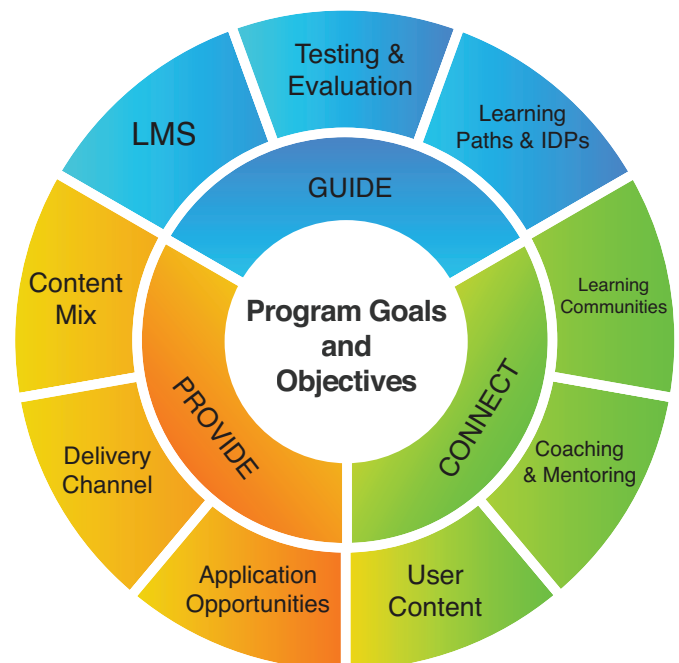 Testing &
Evaluation
LMS
Learning
Paths & IDPs
GUIDE
Content
Mix
Learning
Communities
Program Goals
and
Objectives
PROVIDE
CONNECT
Delivery
Channel
Coaching
& Mentoring
Application
Opportunities
User
Content